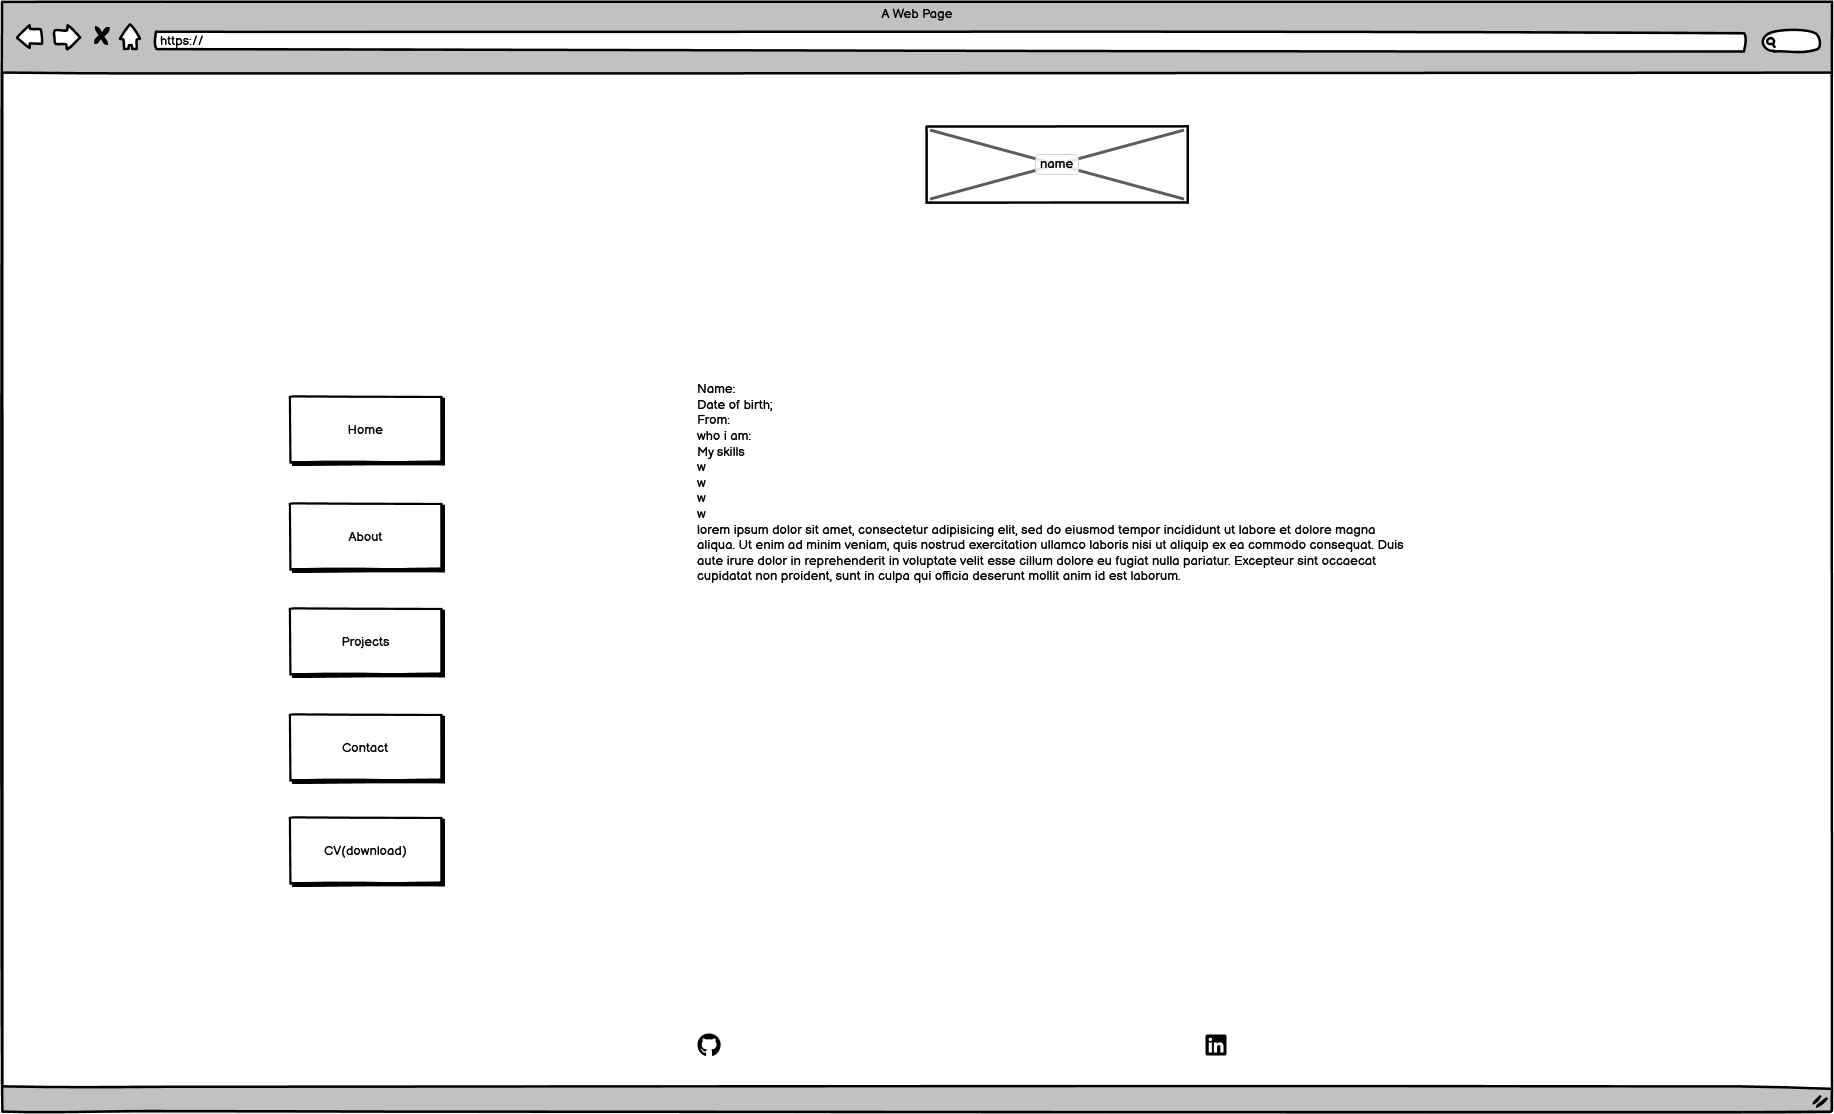 A Web Page
https://
name
Name:
Date of birth;
From:
who i am:
My skills
w
w
w
w
lorem ipsum dolor sit amet, consectetur adipisicing elit, sed do eiusmod tempor incididunt ut labore et dolore magna
aliqua. Ut enim ad minim veniam, quis nostrud exercitation ullamco laboris nisi ut aliquip ex ea commodo consequat. Duis
aute irure dolor in reprehenderit in voluptate velit esse cillum dolore eu fugiat nulla pariatur. Excepteur sint occaecat
cupidatat non proident, sunt in culpa qui officia deserunt mollit anim id est laborum.
Home
About
Projects
Contact
CV(download)
in